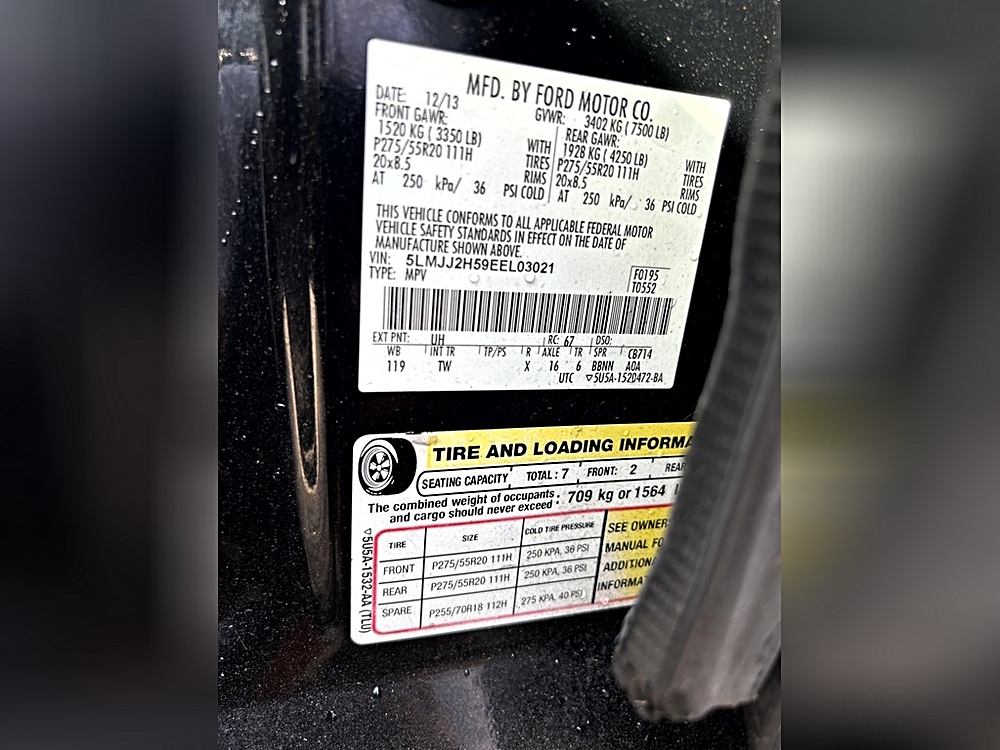 MFD. BY FORD MOTOR CO.
DATE: 12/13 GVWR: 3402 KG ( 7500 LB)
FRONT GAWR: REAR GAWR:
1520 KG ( 3350 LB) WITH 1928 KG ( 4250 LB) WITH
P275/55R20 111H TIRES P275/55R20 111H TIRES
20x8.5 RIMS 20x8.5 RIMS
AT 250 kPa/ 36 PSI COLD AT 250 kPa/ 36 PSI COLD
THIS VEHICLE CONFORMS TO ALL APPLICABLE FEDERAL MOTOR
VEHICLE SAFETY STANDARDS IN EFFECT ON THE DATE OF
MANUFACTURE SHOWN ABOVE.
VIN: 5LMJJ2H59EEL03021 F0195
TYPE: MPV T0552
EXT PNT: UH RC: 67 DSO:
WB INT TR TP/PS R AXLE TR SPR CB714
119 TW X 16 6 BBNN AOA
UTC ▽5U5A-1520472-BA
TIRE AND LOADING INFORMA
SEATING CAPACITY TOTAL : 7 FRONT: 2 REAR
The combined weight of occupants : 709 kg or 1564
and cargo should never exceed :
TIRE SIZE COLD TIRE PRESSURE SEE OWNER
FRONT P275/55R20 111H 250 KPA, 36 PSI MANUAL FO
REAR P275/55R20 111H 250 KPA, 36 PSI ADDITIONA
SPARE P255/70R18 112H 275 KPA, 40 PSI INFORMAT
▽5U5A-1532-AA (TLU)